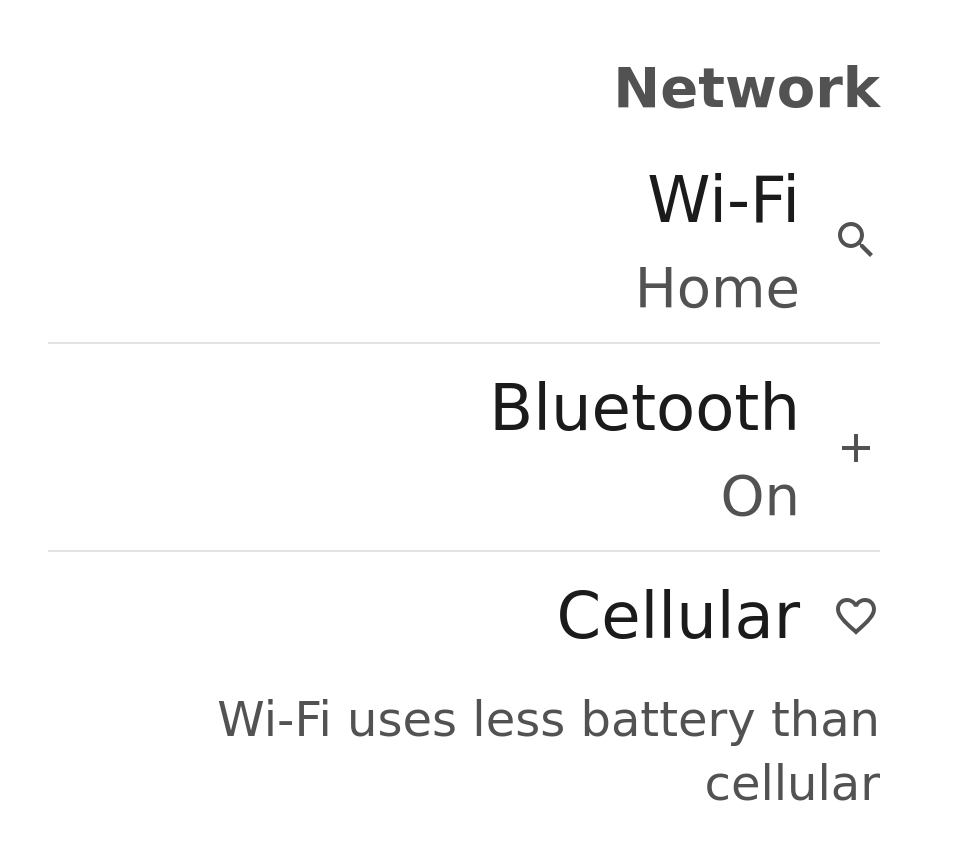 Network
Wi-Fi
Home
Bluetooth
On
Cellular
Wi-Fi uses less battery than
cellular